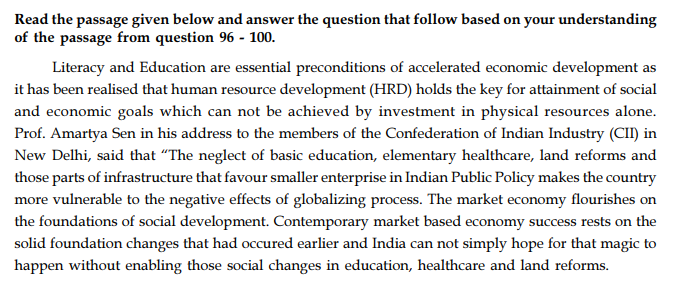 Read the passage given below and answer the question that follow based on your understanding
of the passage from question 96 - 100.
Literacy and Education are essential preconditions of accelerated economic development as
it has been realised that human resource development (HRD) holds the key for attainment of social
and economic goals which can not be achieved by investment in physical resources alone.
Prof. Amartya Sen in his address to the members of the Confederation of Indian Industry (CII) in
New Delhi, said that "The neglect of basic education, elementary healthcare, land reforms and
those parts of infrastructure that favour smaller enterprise in Indian Public Policy makes the country
more vulnerable to the negative effects of globalizing process. The market economy flourishes on
the foundations of social development. Contemporary market based economy success rests on the
solid foundation changes that had occured earlier and India can not simply hope for that magic to
happen without enabling those social changes in education, healthcare and land reforms.